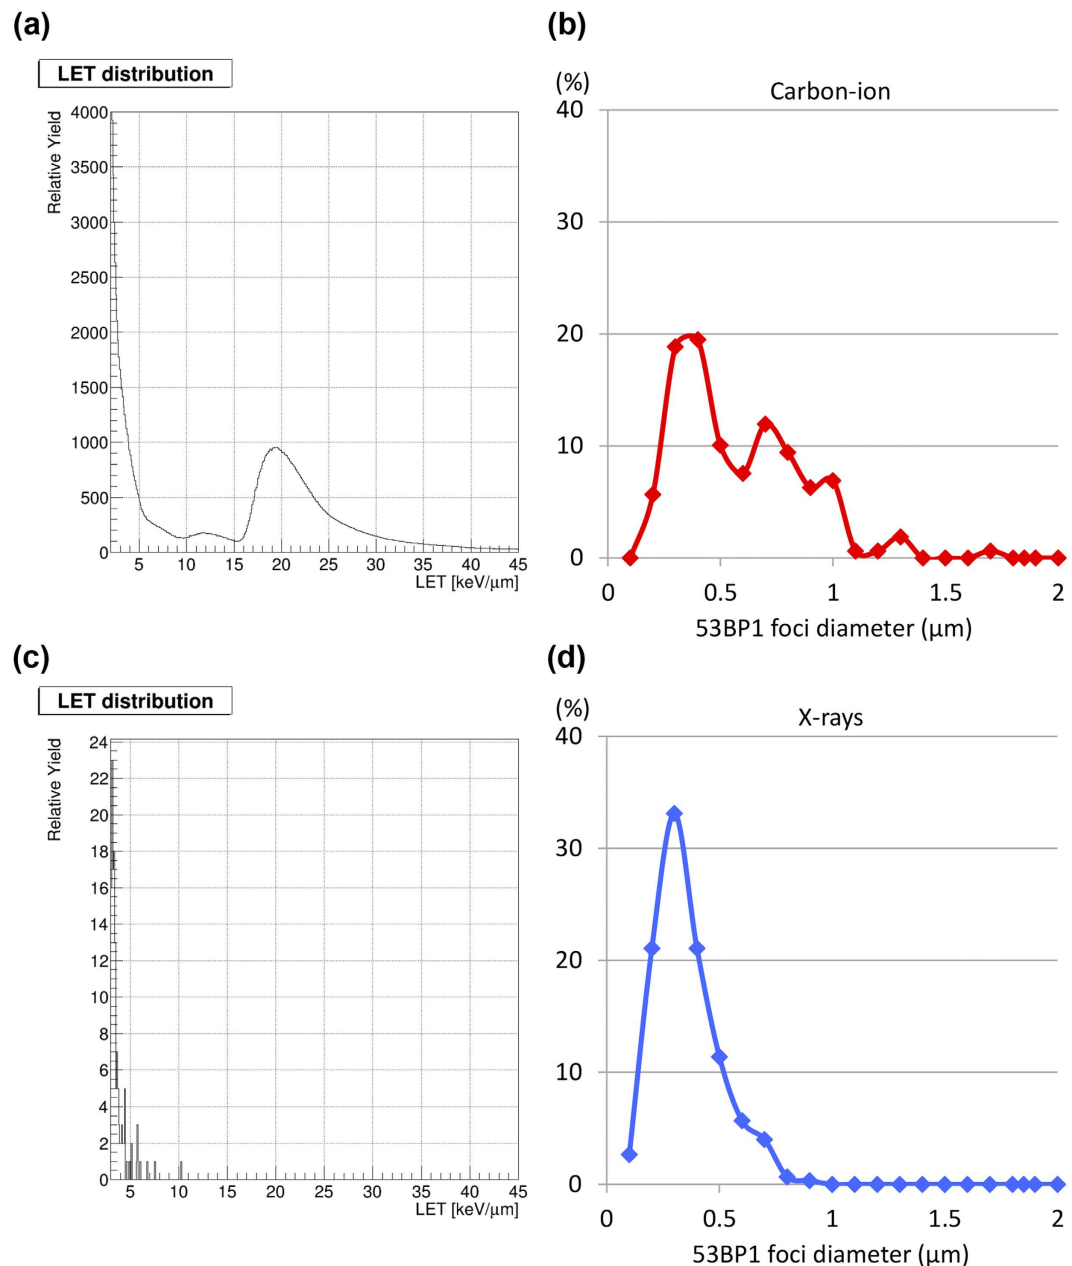 (a)
LET distribution
Relative Yield
4000
3500
3000
2500
2000
1500
1000
500
0
5 10 15 20 25 30 35 40 45
LET [keV/μm]
(b)
(%)
Carbon-ion
40
30
20
10
0
0 0.5 1 1.5 2
53BP1 foci diameter (μm)
(c)
LET distribution
Relative Yield
24
22
20
18
16
14
12
10
8
6
4
2
0
5 10 15 20 25 30 35 40 45
LET [keV/μm]
(d)
(%)
X-rays
40
30
20
10
0
0 0.5 1 1.5 2
53BP1 foci diameter (μm)